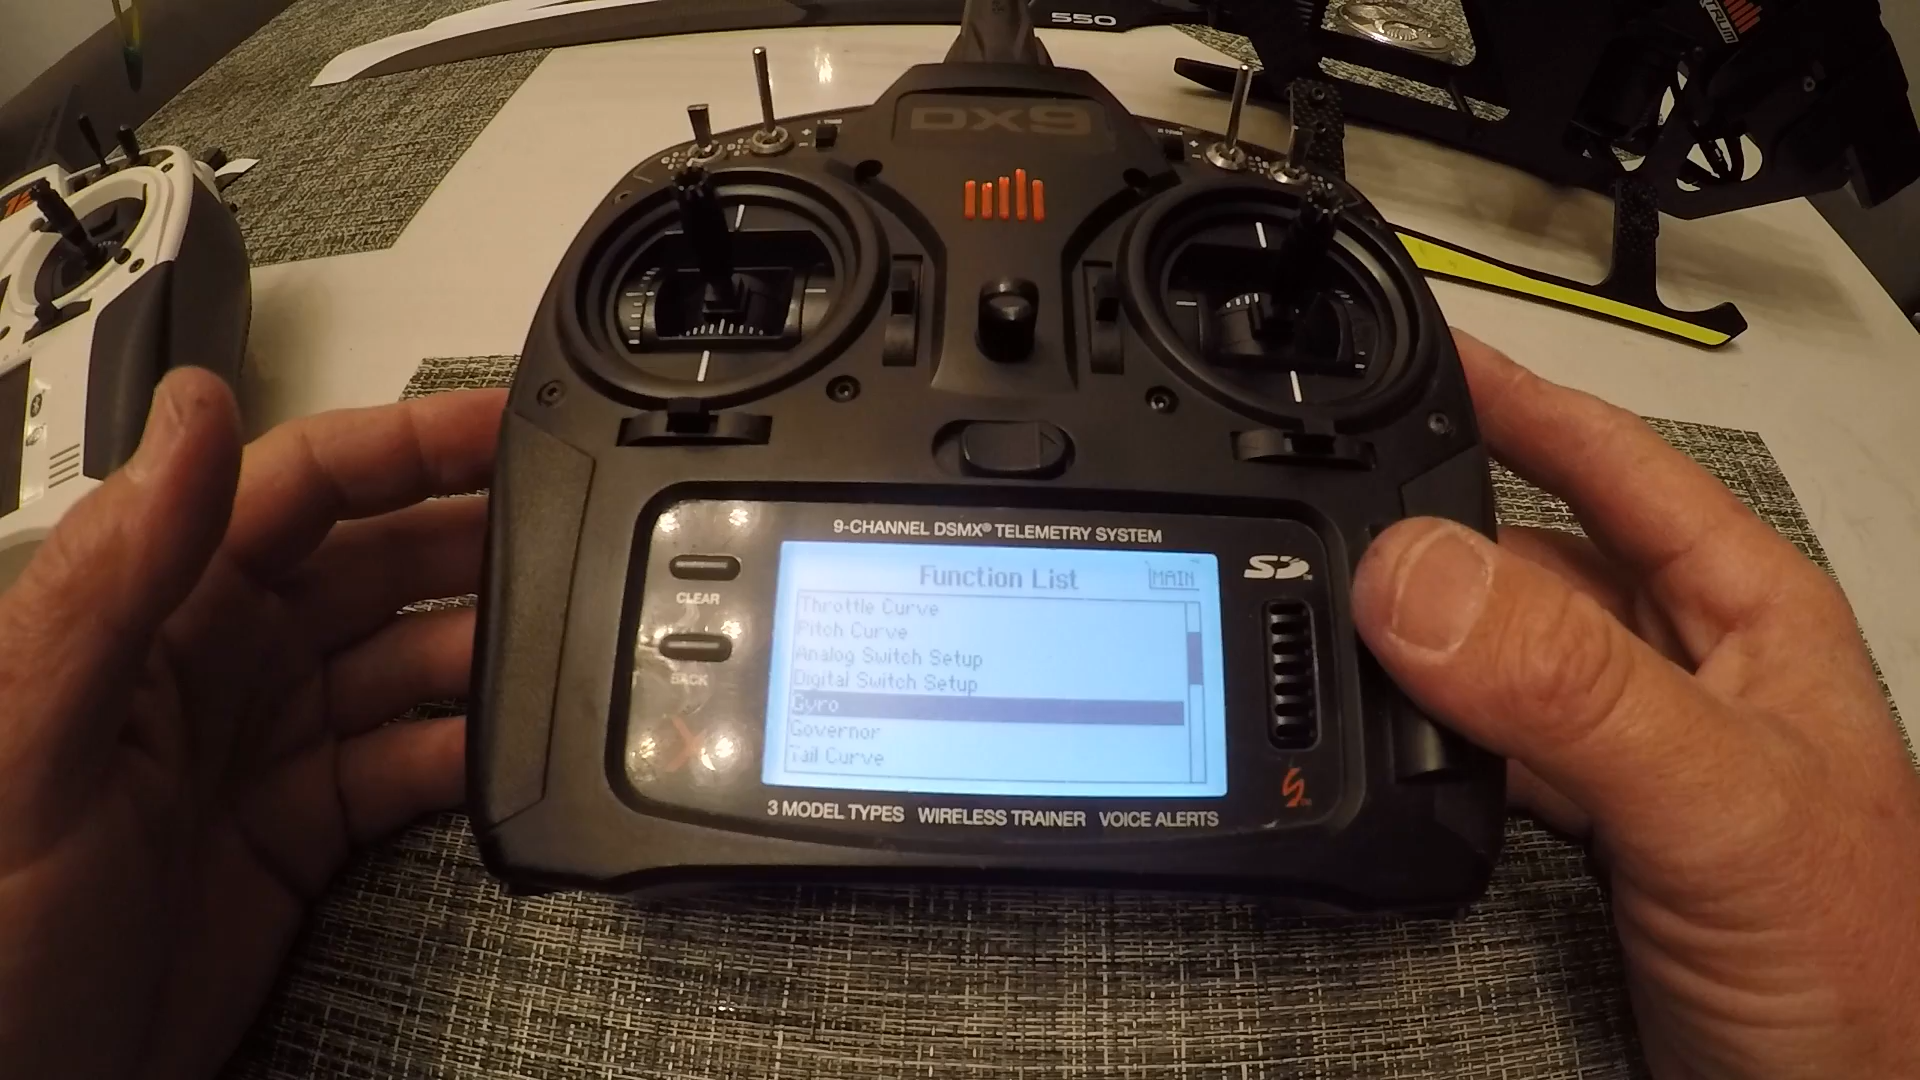 550
DX9
9-CHANNEL DSMX® TELEMETRY SYSTEM
CLEAR
BACK
Function List
MAIN
Throttle Curve
Pitch Curve
Analog Switch Setup
Digital Switch Setup
Gyro
Governor
Tail Curve
3 MODEL TYPES WIRELESS TRAINER VOICE ALERTS